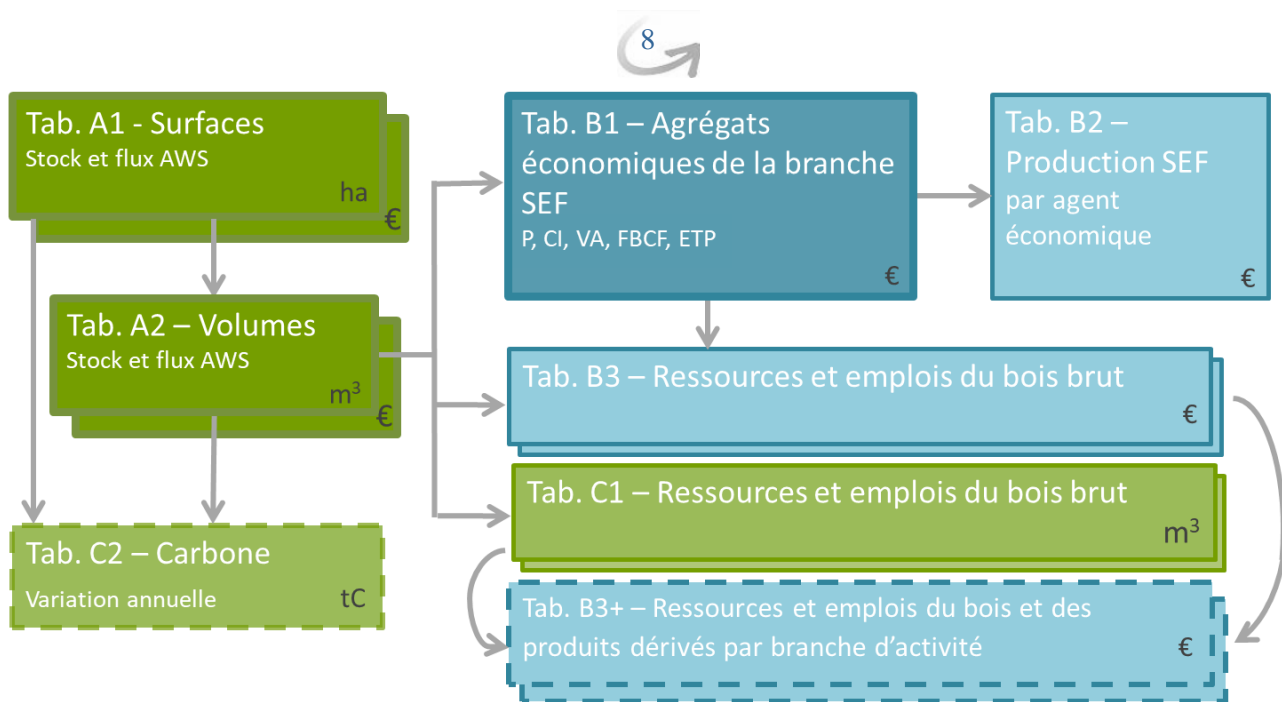 8
Tab. A1 - Surfaces
Stock et flux AWS
ha
€
Tab. A2 – Volumes
Stock et flux AWS
m³
€
Tab. C2 – Carbone
Variation annuelle tC
Tab. B1 – Agrégats
économiques de la branche
SEF
P, CI, VA, FBCF, ETP
€
Tab. B2 –
Production SEF
par agent
économique
€
Tab. B3 – Ressources et emplois du bois brut
€
Tab. C1 – Ressources et emplois du bois brut
m³
Tab. B3+ – Ressources et emplois du bois et des
produits dérivés par branche d’activité €